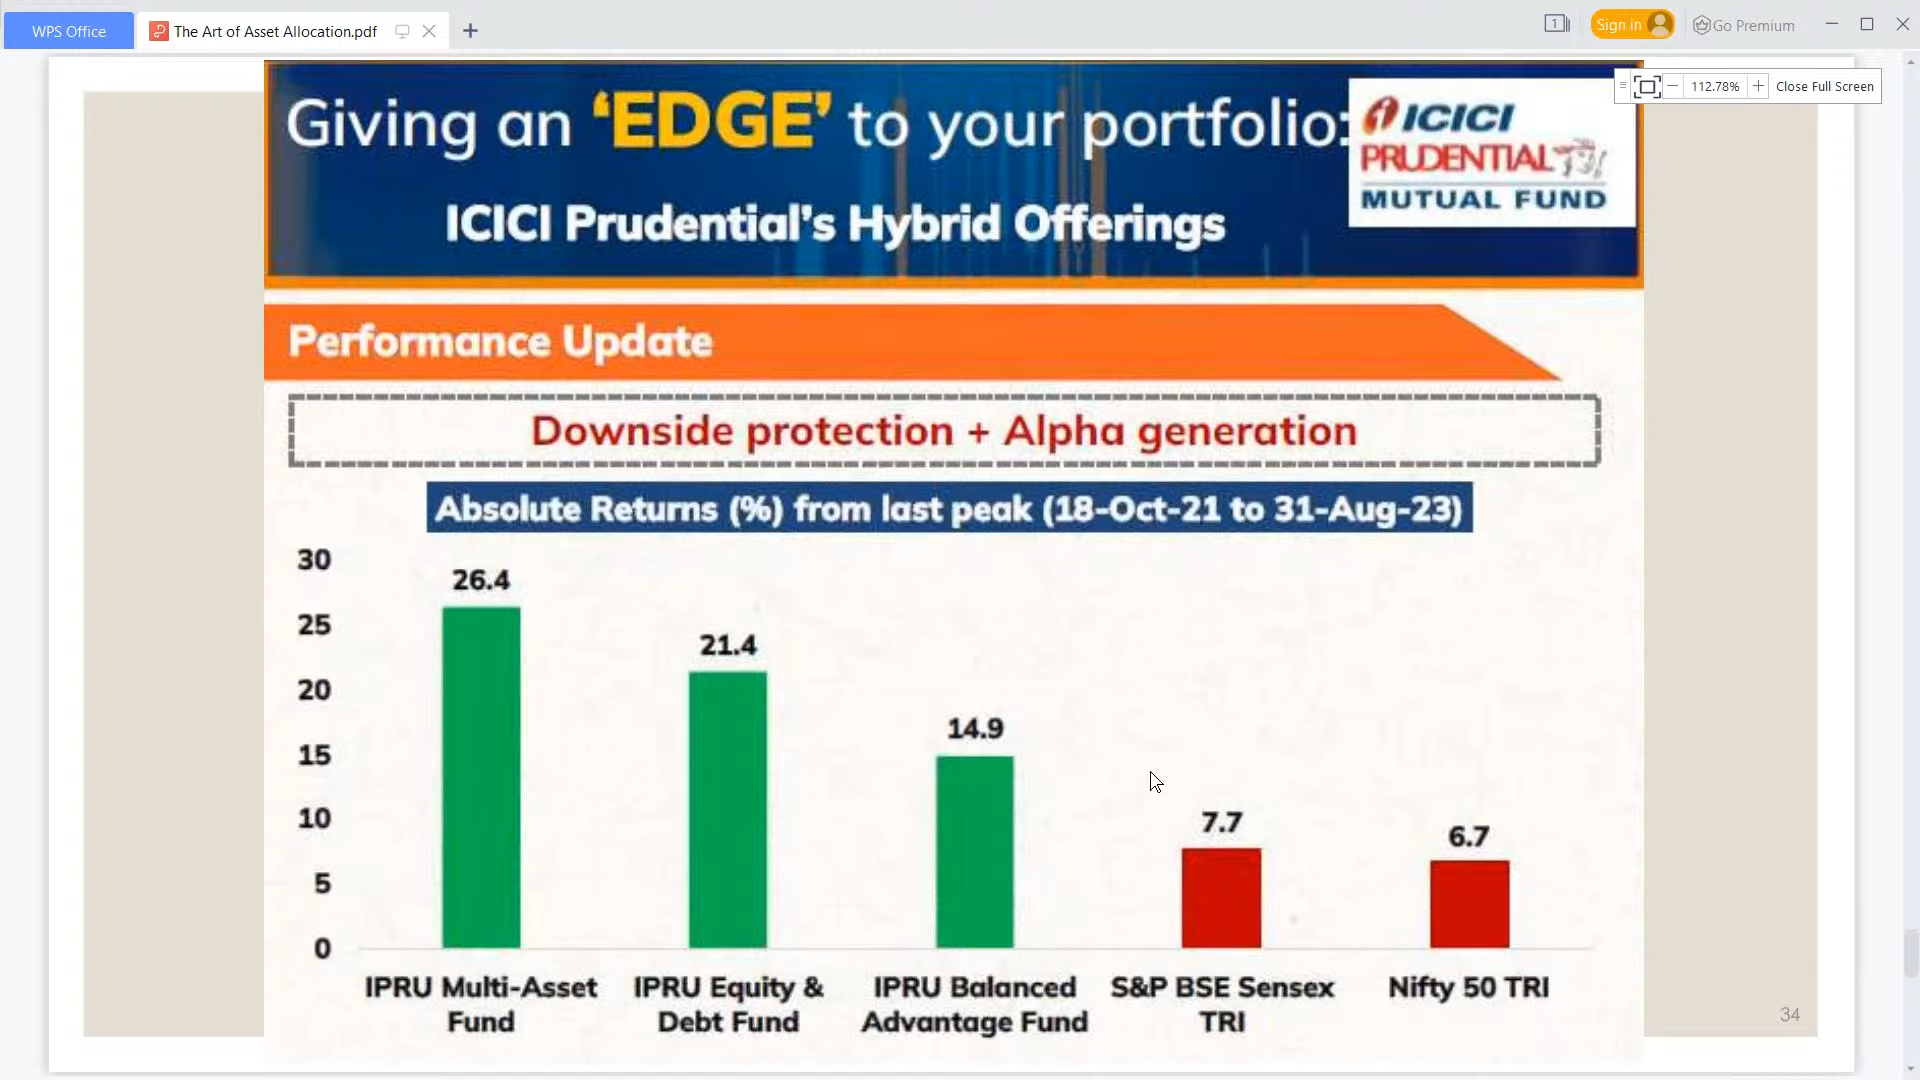 WPS Office
The Art of Asset Allocation.pdf
1
Sign in
Go Premium
112.78%
Close Full Screen
Giving an ‘EDGE’ to your portfolio:
ICICI Prudential’s Hybrid Offerings
ICICI
PRUDENTIAL
MUTUAL FUND
Performance Update
Downside protection + Alpha generation
Absolute Returns (%) from last peak (18-Oct-21 to 31-Aug-23)
30
25
20
15
10
5
0
26.4
21.4
14.9
7.7
6.7
IPRU Multi-Asset
Fund
IPRU Equity &
Debt Fund
IPRU Balanced
Advantage Fund
S&P BSE Sensex
TRI
Nifty 50 TRI
34